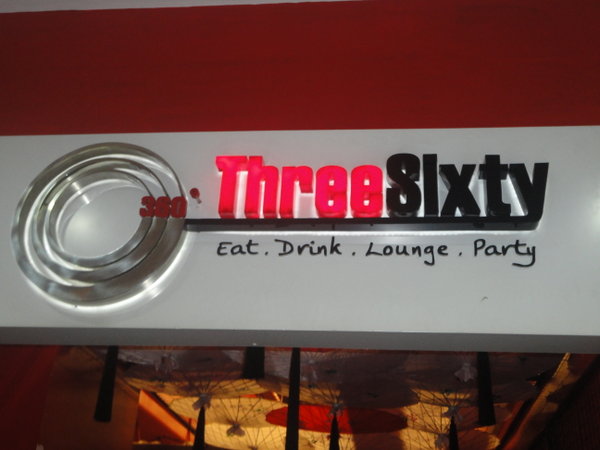 360° ThreeSIxty
Eat. Drink. Lounge. Party